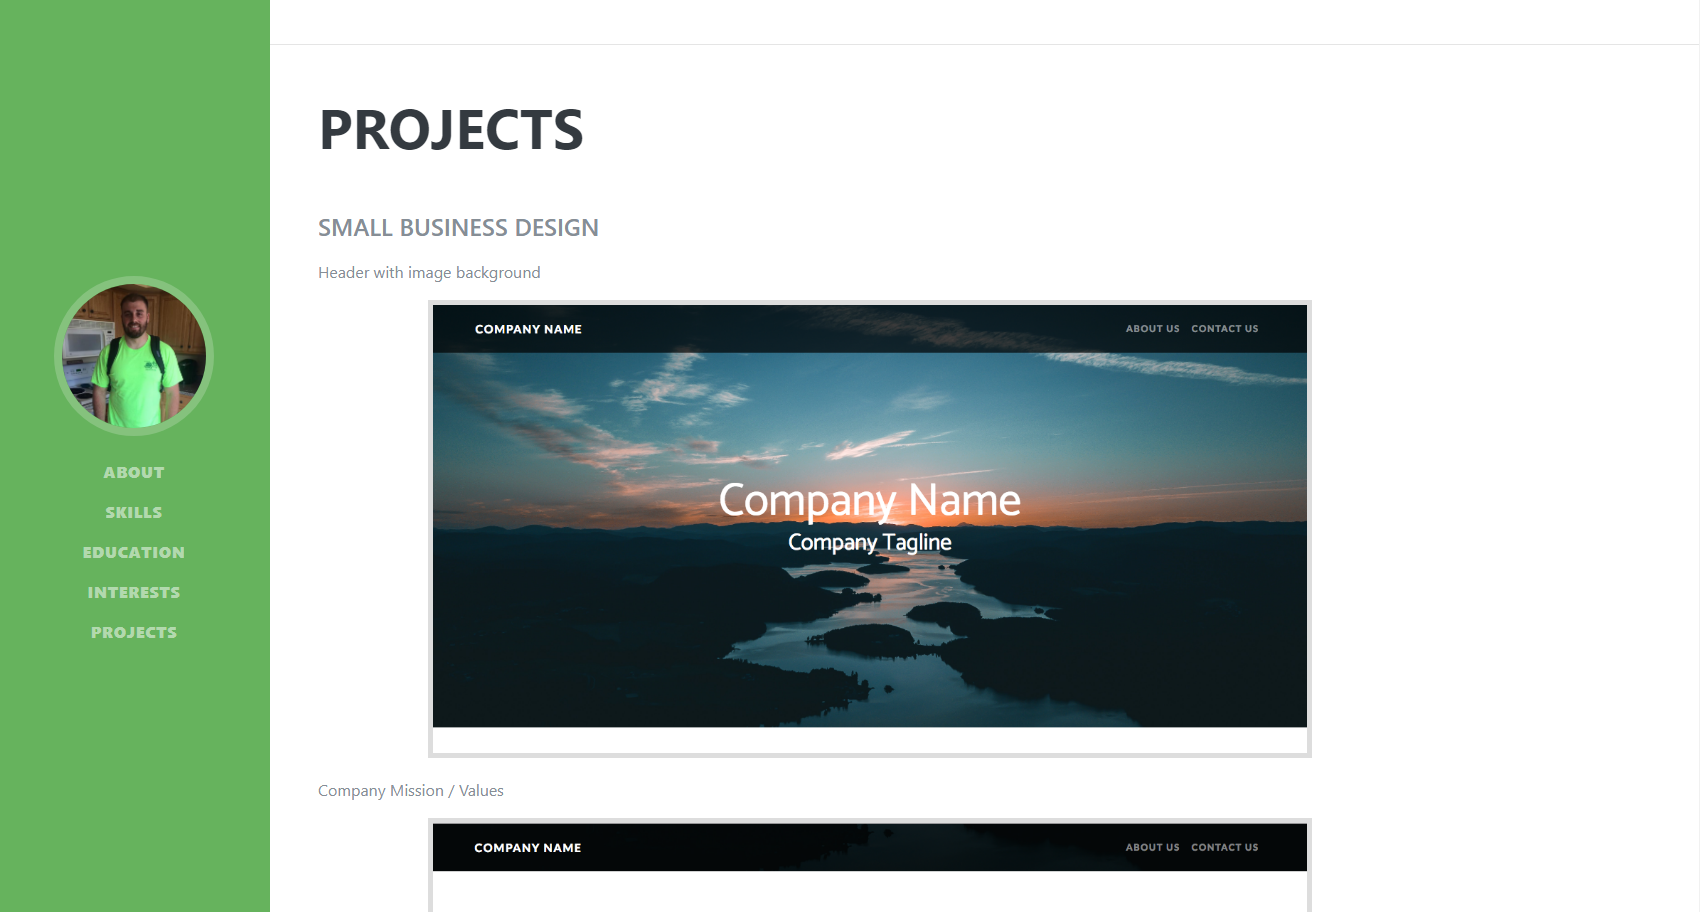 ABOUT
SKILLS
EDUCATION
INTERESTS
PROJECTS
PROJECTS
SMALL BUSINESS DESIGN
Header with image background
COMPANY NAME ABOUT US CONTACT US
Company Name
Company Tagline
Company Mission / Values
COMPANY NAME ABOUT US CONTACT US